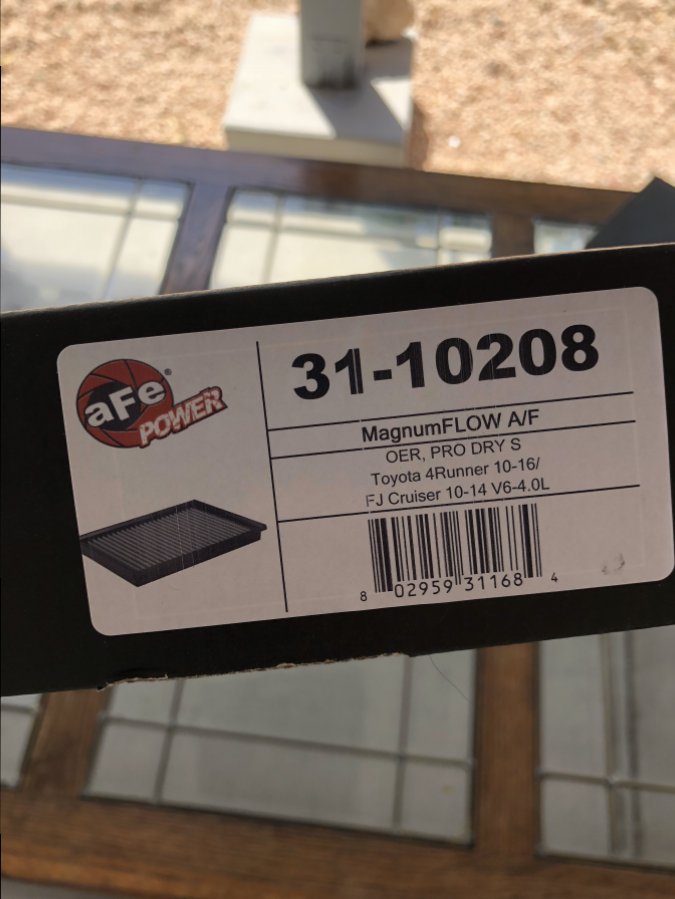 aFe®
POWER
31-10208
MagnumFLOW A/F
OER, PRO DRY S
Toyota 4Runner 10-16/
FJ Cruiser 10-14 V6-4.0L
8 02959 31168 4